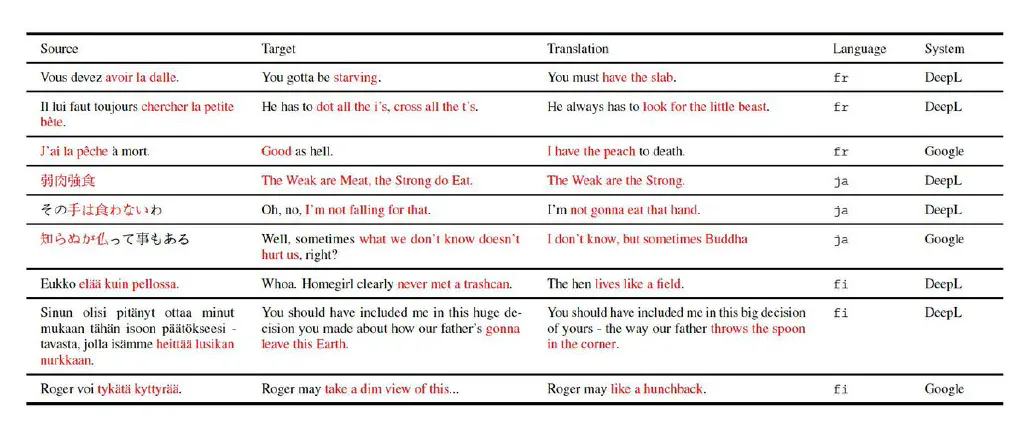 Source Target Translation Language System
Vous devez avoir la dalle. You gotta be starving. You must have the slab. fr DeepL
Il lui faut toujours chercher la petite He has to dot all the i's, cross all the t's. He always has to look for the little beast. fr DeepL
bête.
J'ai la pêche à mort. Good as hell. I have the peach to death. fr Google
弱肉強食 The Weak are Meat, the Strong do Eat. The Weak are the Strong. ja DeepL
その手は食わないわ Oh, no, I'm not falling for that. I'm not gonna eat that hand. ja DeepL
知らぬが仏って事もある Well, sometimes what we don't know doesn't I don't know, but sometimes Buddha ja Google
hurt us, right?
Eukko elää kuin pellossa. Whoa. Homegirl clearly never met a trashcan. The hen lives like a field. fi DeepL
Sinun olisi pitänyt ottaa minut You should have included me in this huge de- You should have included me in this big decision fi DeepL
mukaan tähän isoon päätökseesi - cision you made about how our father's gonna of yours - the way our father throws the spoon
tavasta, jolla isämme heittää lusikan leave this Earth. in the corner.
nurkkaan.
Roger voi tykätä kyttyrää. Roger may take a dim view of this... Roger may like a hunchback. fi Google